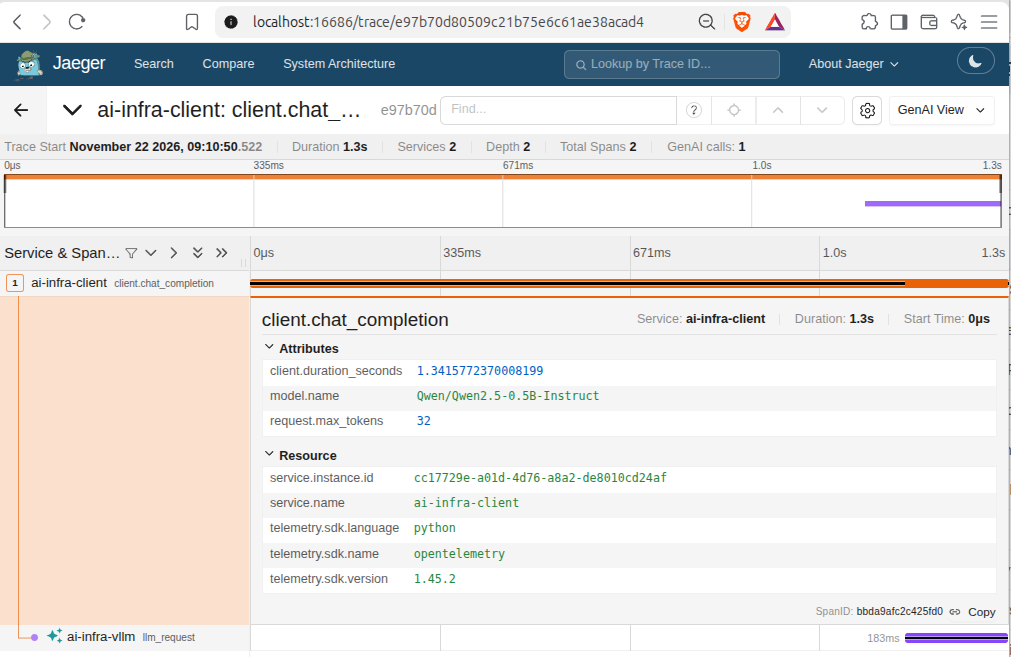 localhost:16686/trace/e97b70d80509c21b75e6c61ae38acad4
Jaeger Search Compare System Architecture Lookup by Trace ID... About Jaeger
ai-infra-client: client.chat_... e97b70d Find... ? GenAI View
Trace Start November 22 2026, 09:10:50.522 Duration 1.3s Services 2 Depth 2 Total Spans 2 GenAI calls: 1
0μs 335ms 671ms 1.0s 1.3s
Service & Span... 0μs 335ms 671ms 1.0s 1.3s
1 ai-infra-client client.chat_completion
client.chat_completion Service: ai-infra-client Duration: 1.3s Start Time: 0μs
Attributes
client.duration_seconds 1.3415772370008199
model.name Qwen/Qwen2.5-0.5B-Instruct
request.max_tokens 32
Resource
service.instance.id cc17729e-a01d-4d76-a8a2-de8010cd24af
service.name ai-infra-client
telemetry.sdk.language python
telemetry.sdk.name opentelemetry
telemetry.sdk.version 1.45.2
SpanID: bbda9afc2c425fd0 Copy
ai-infra-vllm llm_request 183ms